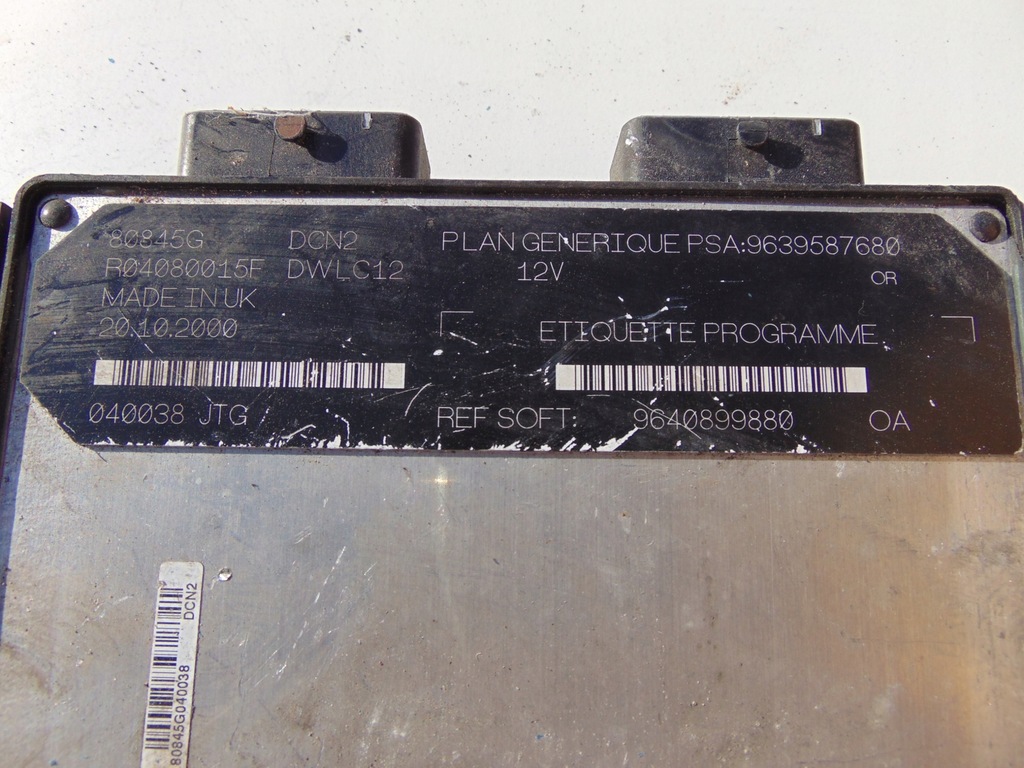 80845G DCN2 PLAN GENERIQUE PSA:9639587680
R04080015F DWLC12 12V OR
MADE IN UK
20.10.2000 ETIQUETTE PROGRAMME
040038 JTG REF SOFT: 9640899880 OA
DCN2
80845G040038